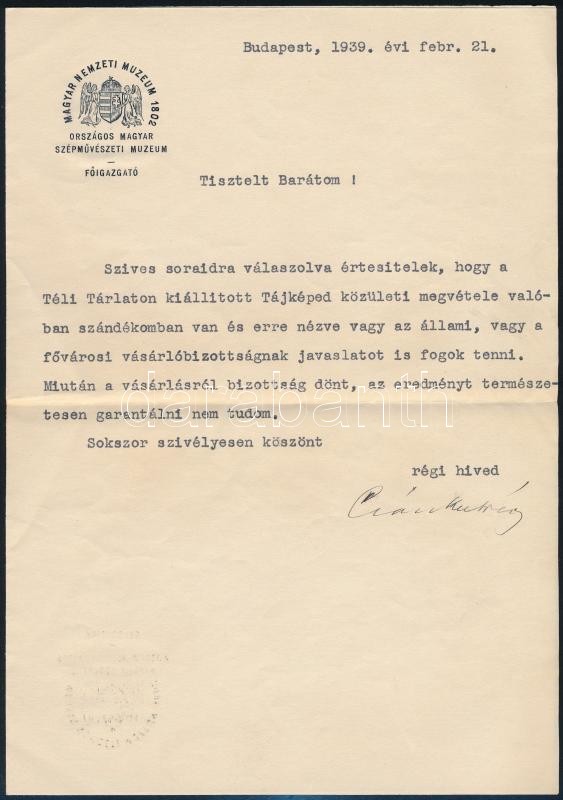 Budapest, 1939. évi febr. 21.
MAGYAR NEMZETI MUZEUM 1802
ORSZÁGOS MAGYAR
SZÉPMŰVÉSZETI MUZEUM
FŐIGAZGATÓ
Tisztelt Barátom !
Szives soraidra válaszolva értesitelek, hogy a
Téli Tárlaton kiállitott Tájképed közületi megvétele való-
ban szándékomban van és erre nézve vagy az állami, vagy a
fővárosi vásárlóbizottságnak javaslatot is fogok tenni.
Miután a vásárlásról bizottság dönt, az eredményt természe-
tesen garantálni nem tudom.
Sokszor szivélyesen köszönt
régi hived
darabanth